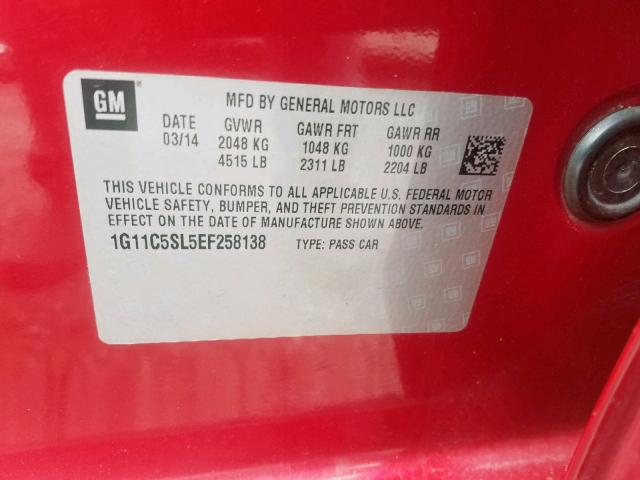 GM
MFD BY GENERAL MOTORS LLC
DATE GVWR GAWR FRT GAWR RR
03/14 2048 KG 1048 KG 1000 KG
4515 LB 2311 LB 2204 LB
THIS VEHICLE CONFORMS TO ALL APPLICABLE U.S. FEDERAL MOTOR
VEHICLE SAFETY, BUMPER, AND THEFT PREVENTION STANDARDS IN
EFFECT ON THE DATE OF MANUFACTURE SHOWN ABOVE.
1G11C5SL5EF258138 TYPE: PASS CAR